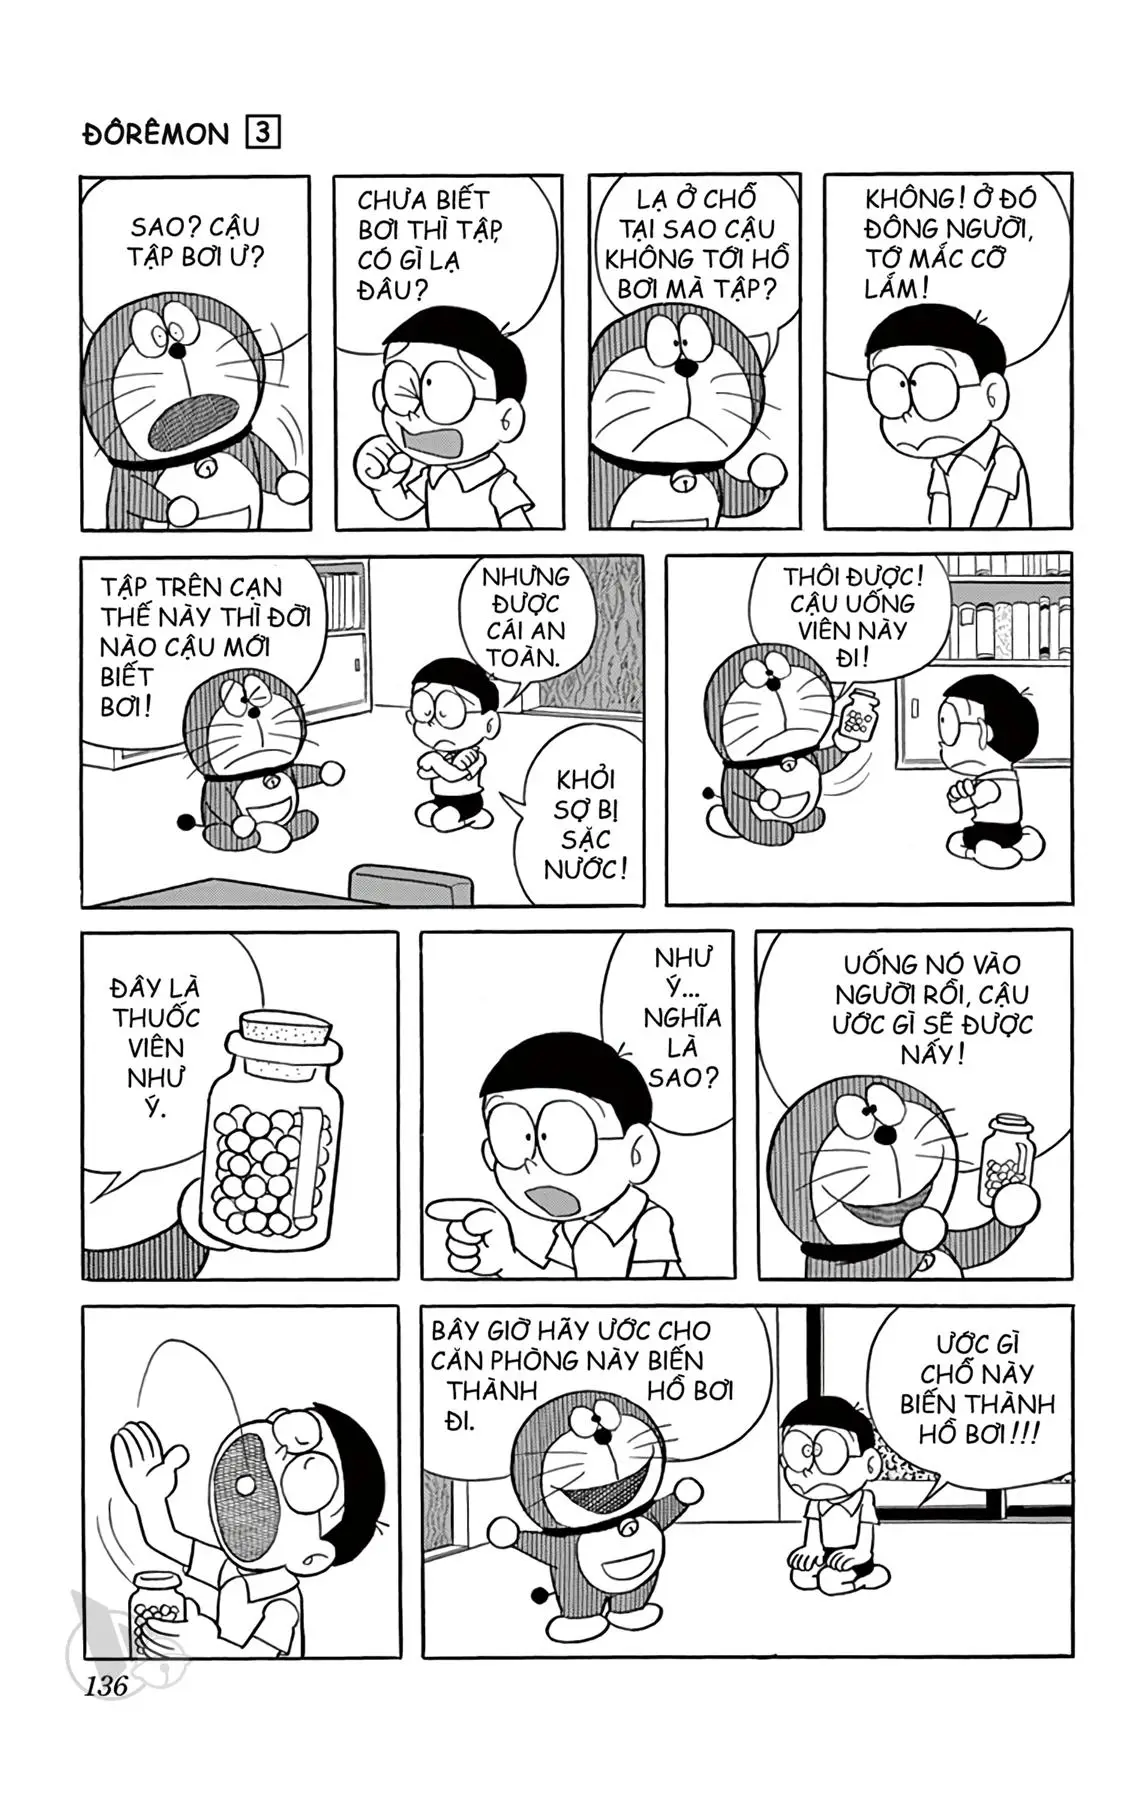 ĐÔRÊMON 3
SAO? CẬU
TẬP BƠI Ư?
CHƯA BIẾT
BƠI THÌ TẬP,
CÓ GÌ LẠ
ĐÂU?
LẠ Ở CHỖ
TẠI SAO CẬU
KHÔNG TỚI HỒ
BƠI MÀ TẬP?
KHÔNG! Ở ĐÓ
ĐÔNG NGƯỜI,
TỚ MẮC CỠ
LẮM!
TẬP TRÊN CẠN
THẾ NÀY THÌ ĐỜI
NÀO CẬU MỚI
BIẾT
BƠI!
NHƯNG
ĐƯỢC
CÁI AN
TOÀN.
KHỎI
SỢ BỊ
SẶC
NƯỚC!
THÔI ĐƯỢC!
CẬU UỐNG
VIÊN NÀY
ĐI!
ĐÂY LÀ
THUỐC
VIÊN
NHƯ
Ý.
NHƯ
Ý...
NGHĨA
LÀ
SAO?
UỐNG NÓ VÀO
NGƯỜI RỒI, CẬU
ƯỚC GÌ SẼ ĐƯỢC
NẤY!
BÂY GIỜ HÃY ƯỚC CHO
CĂN PHÒNG NÀY BIẾN
THÀNH HỒ BƠI
ĐI.
ƯỚC GÌ
CHỖ NÀY
BIẾN THÀNH
HỒ BƠI!!!
136